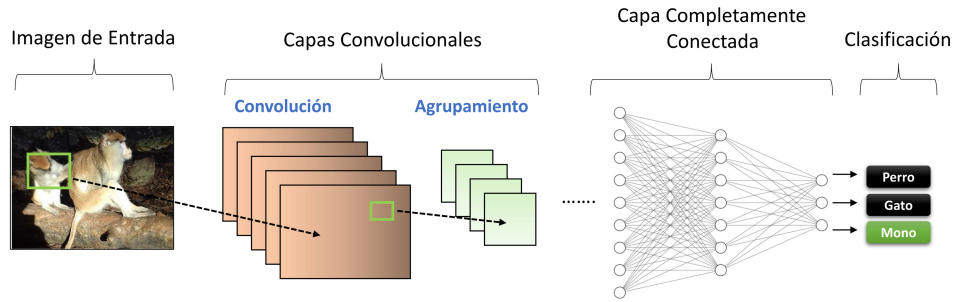 Imagen de Entrada
Capas Convolucionales
Capa Completamente
Conectada
Clasificación
Convolución
Agrupamiento
.......
Perro
Gato
Mono